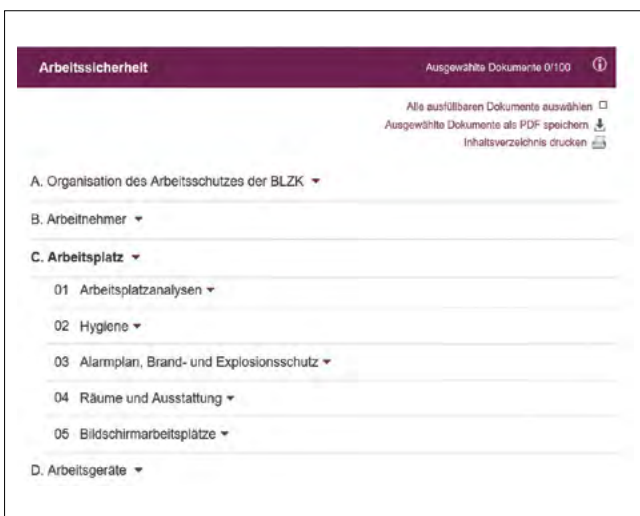 Arbeitssicherheit
Ausgewählte Dokumente 0/100
Alle ausfüllbaren Dokumente auswählen
Ausgewählte Dokumente als PDF speichern
Inhaltsverzeichnis drucken
A. Organisation des Arbeitsschutzes der BLZK
B. Arbeitnehmer
C. Arbeitsplatz
01 Arbeitsplatzanalysen
02 Hygiene
03 Alarmplan, Brand- und Explosionsschutz
04 Räume und Ausstattung
05 Bildschirmarbeitsplätze
D. Arbeitsgeräte